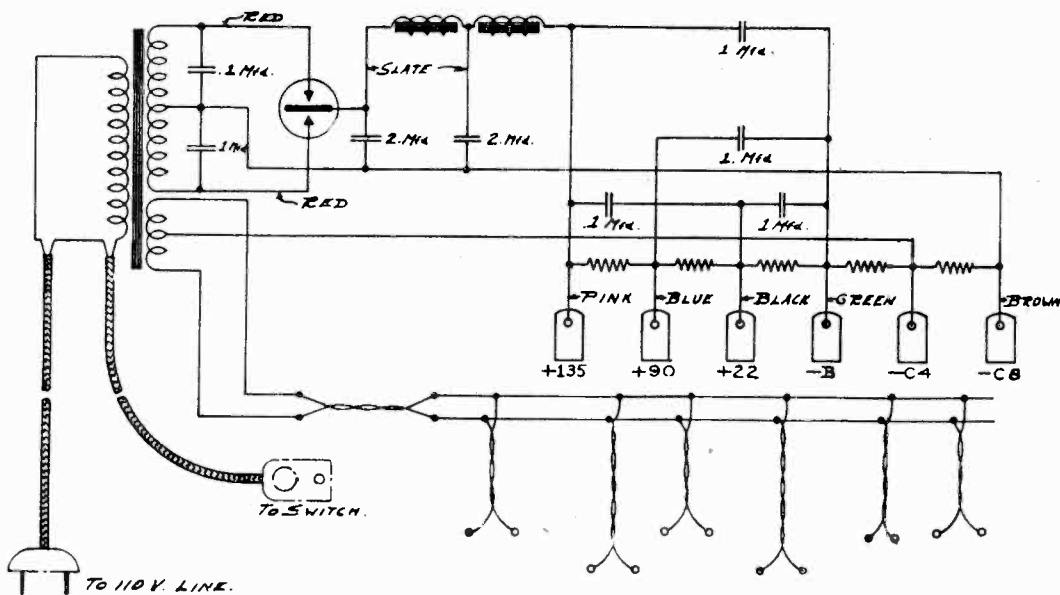 RED
1 Mfd.
.1 Mfd.
SLATE
.1 Mfd
2. Mfd
2. Mfd
1. Mfd
RED
1 Mfd.
1 Mfd.
PINK
BLUE
BLACK
GREEN
BROWN
+135
+90
+22
-B
-C4
-C8
TO SWITCH.
TO 110 V. LINE.